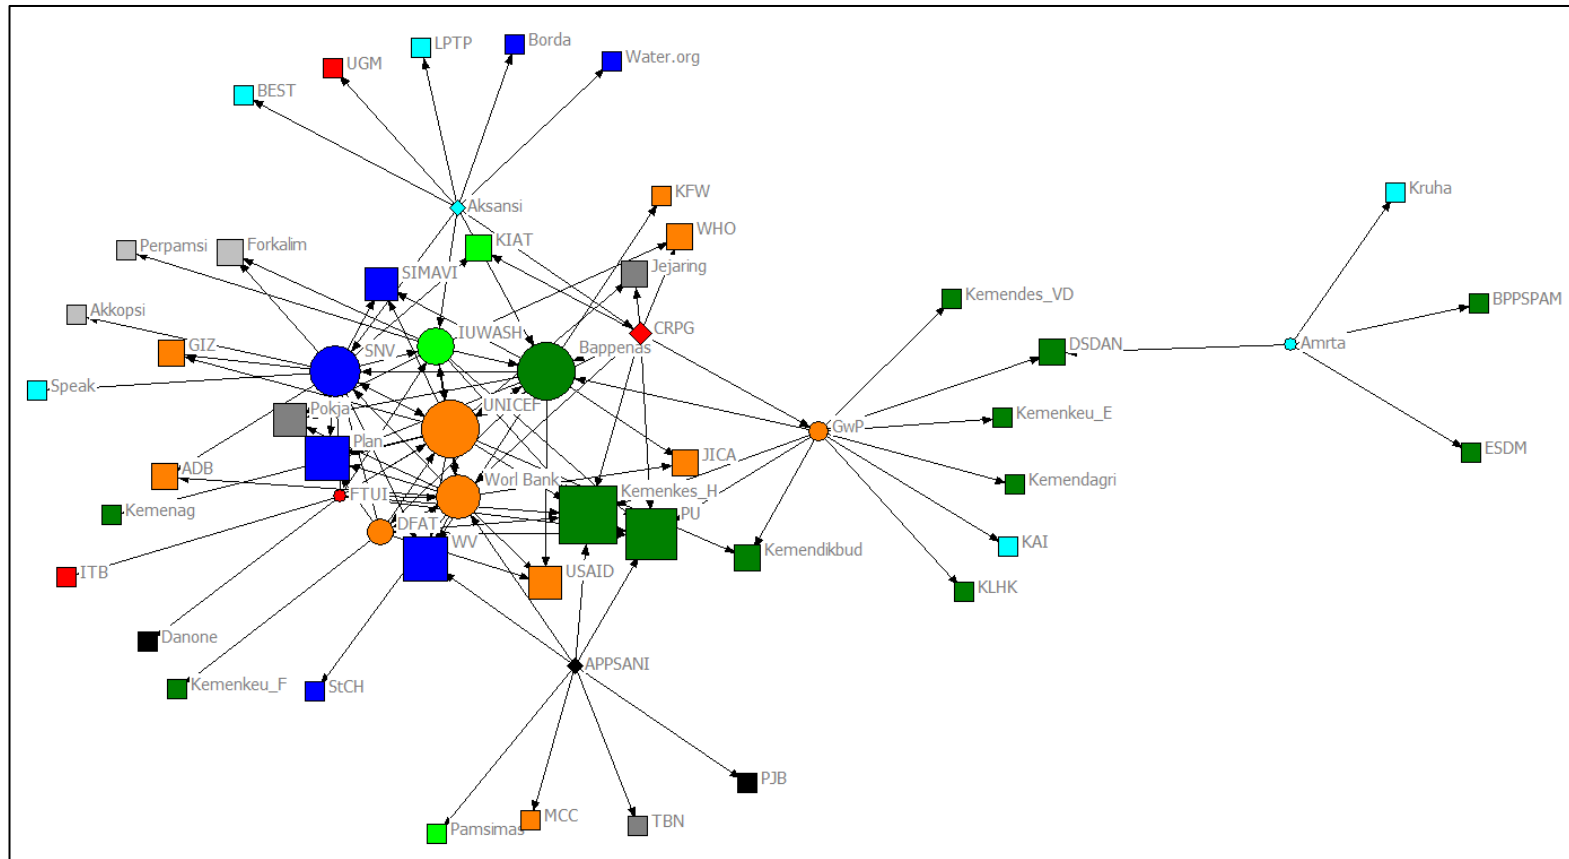 LPTP
Borda
Water.org
UGM
BEST
Kruha
KFW
Aksansi
WHO
KIAT
Perpamsi
Forkalim
Jejaring
SIMAVI
Kemendes_VD
BPPSPAM
Akkopsi
CRPG
IUWASH
GIZ
SNV
Bappenas
DSDAN
Amrta
Speak
Pokja
UNICEF
Kemenkeu_E
GwP
Plan
ESDM
ADB
JICA
Worl Bank
Kemendagri
Kemenkes_H
FTUI
Kemenag
PU
DFAT
WV
Kemendikbud
KAI
ITB
USAID
KLHK
Danone
APPSANI
Kemenkeu_F
StCH
PJB
MCC
TBN
Pamsimas